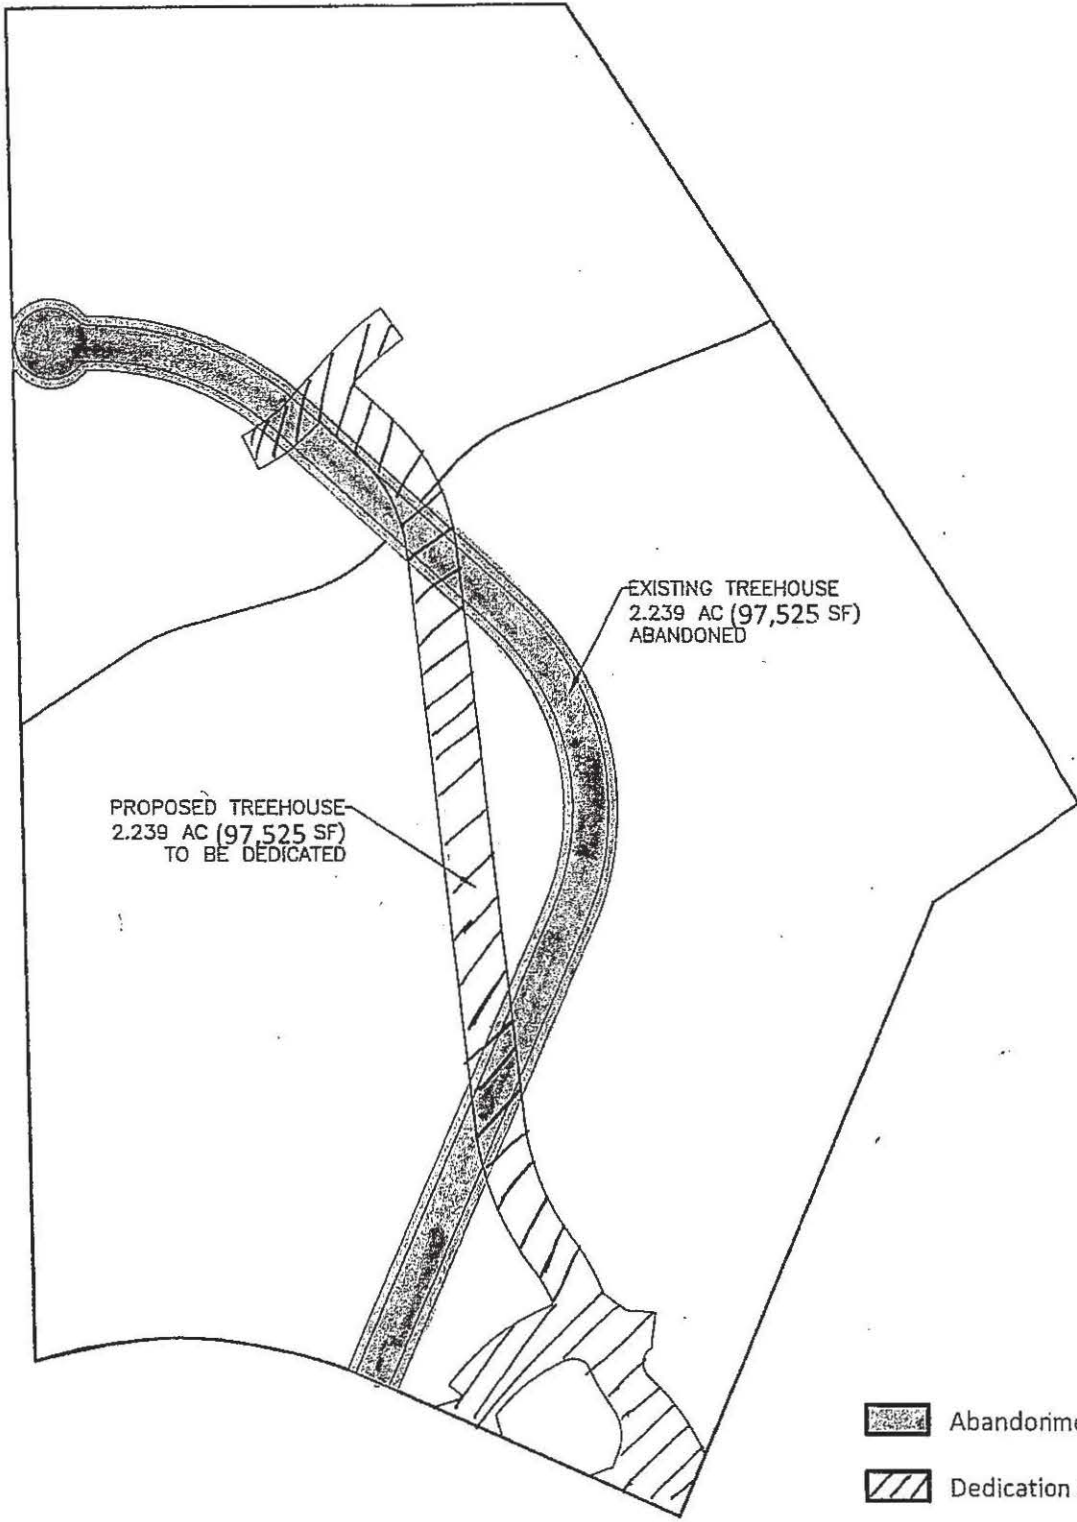 EXISTING TREEHOUSE
2.239 AC (97,525 SF)
ABANDONED
PROPOSED TREEHOUSE
2.239 AC (97,525 SF)
TO BE DEDICATED
Abandonme
Dedication